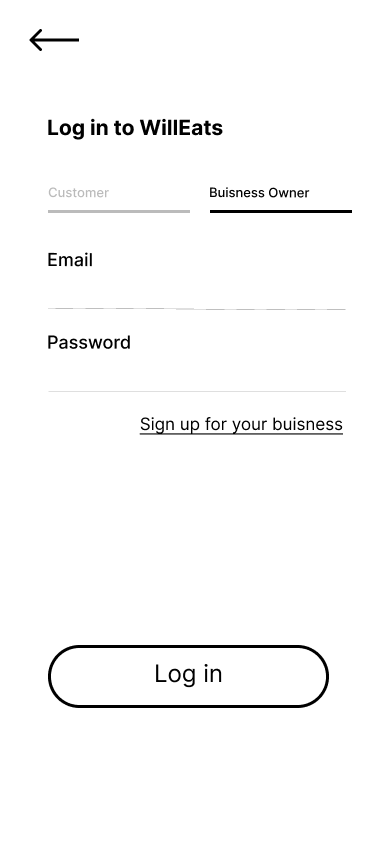 Log in to WillEats
Customer
Buisness Owner
Email
Password
Sign up for your buisness
Log in